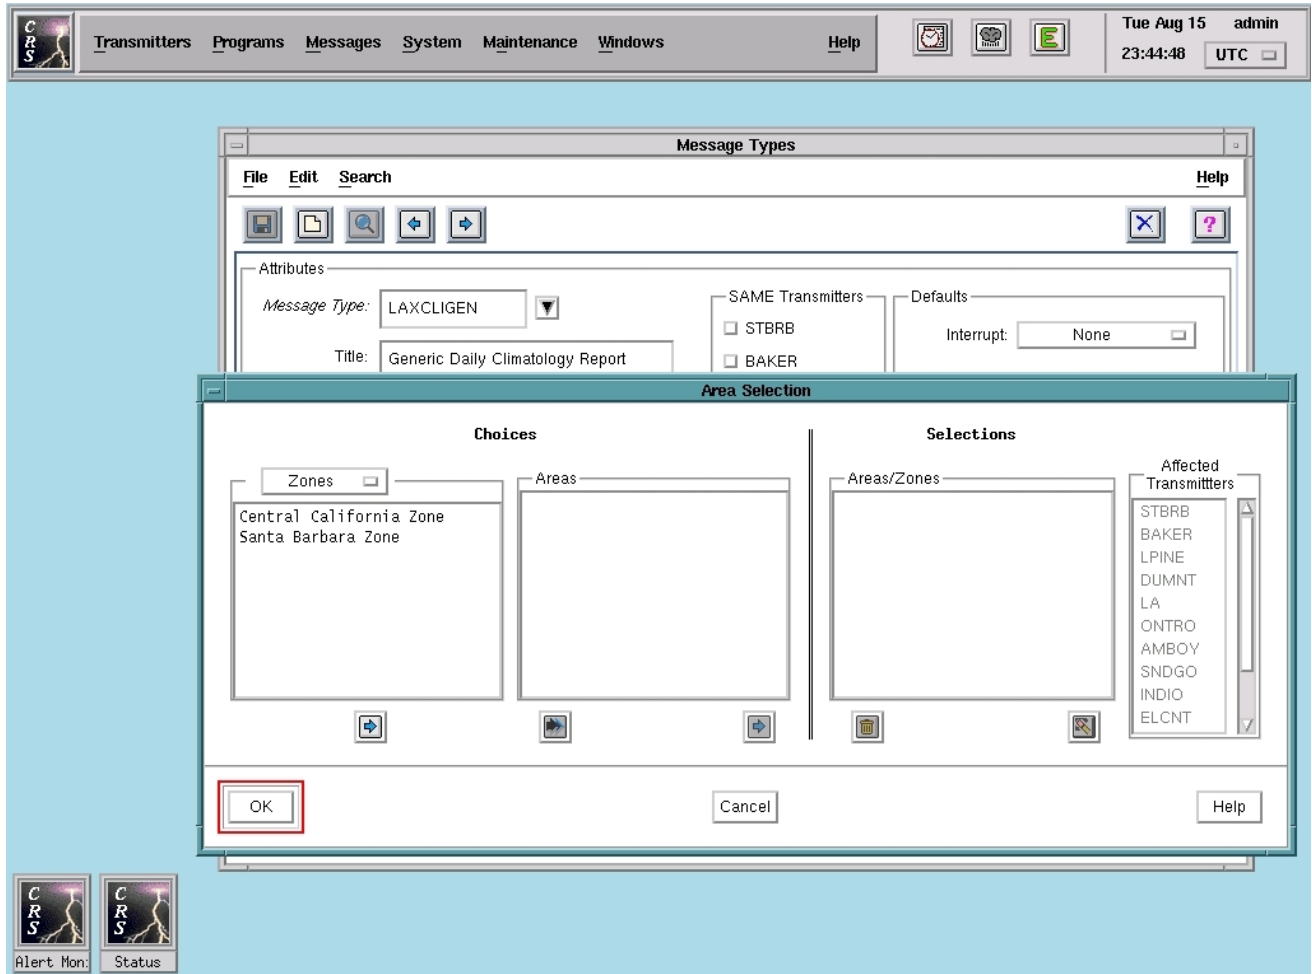 CRS
Transmitters Programs Messages System Maintenance Windows Help
E
Tue Aug 15 admin
23:44:48 UTC
Message Types
File Edit Search Help
?
Attributes
Message Type: LAXCLIGEN
Title: Generic Daily Climatology Report
SAME Transmitters
STBRB
BAKER
Defaults
Interrupt: None
Area Selection
Choices
Selections
Zones
Central California Zone
Santa Barbara Zone
Areas
Areas/Zones
Affected
Transmittters
STBRB
BAKER
LPINE
DUMNT
LA
ONTRO
AMBOY
SNDGO
INDIO
ELCNT
OK
Cancel
Help
CRS
Alert Mon:
CRS
Status